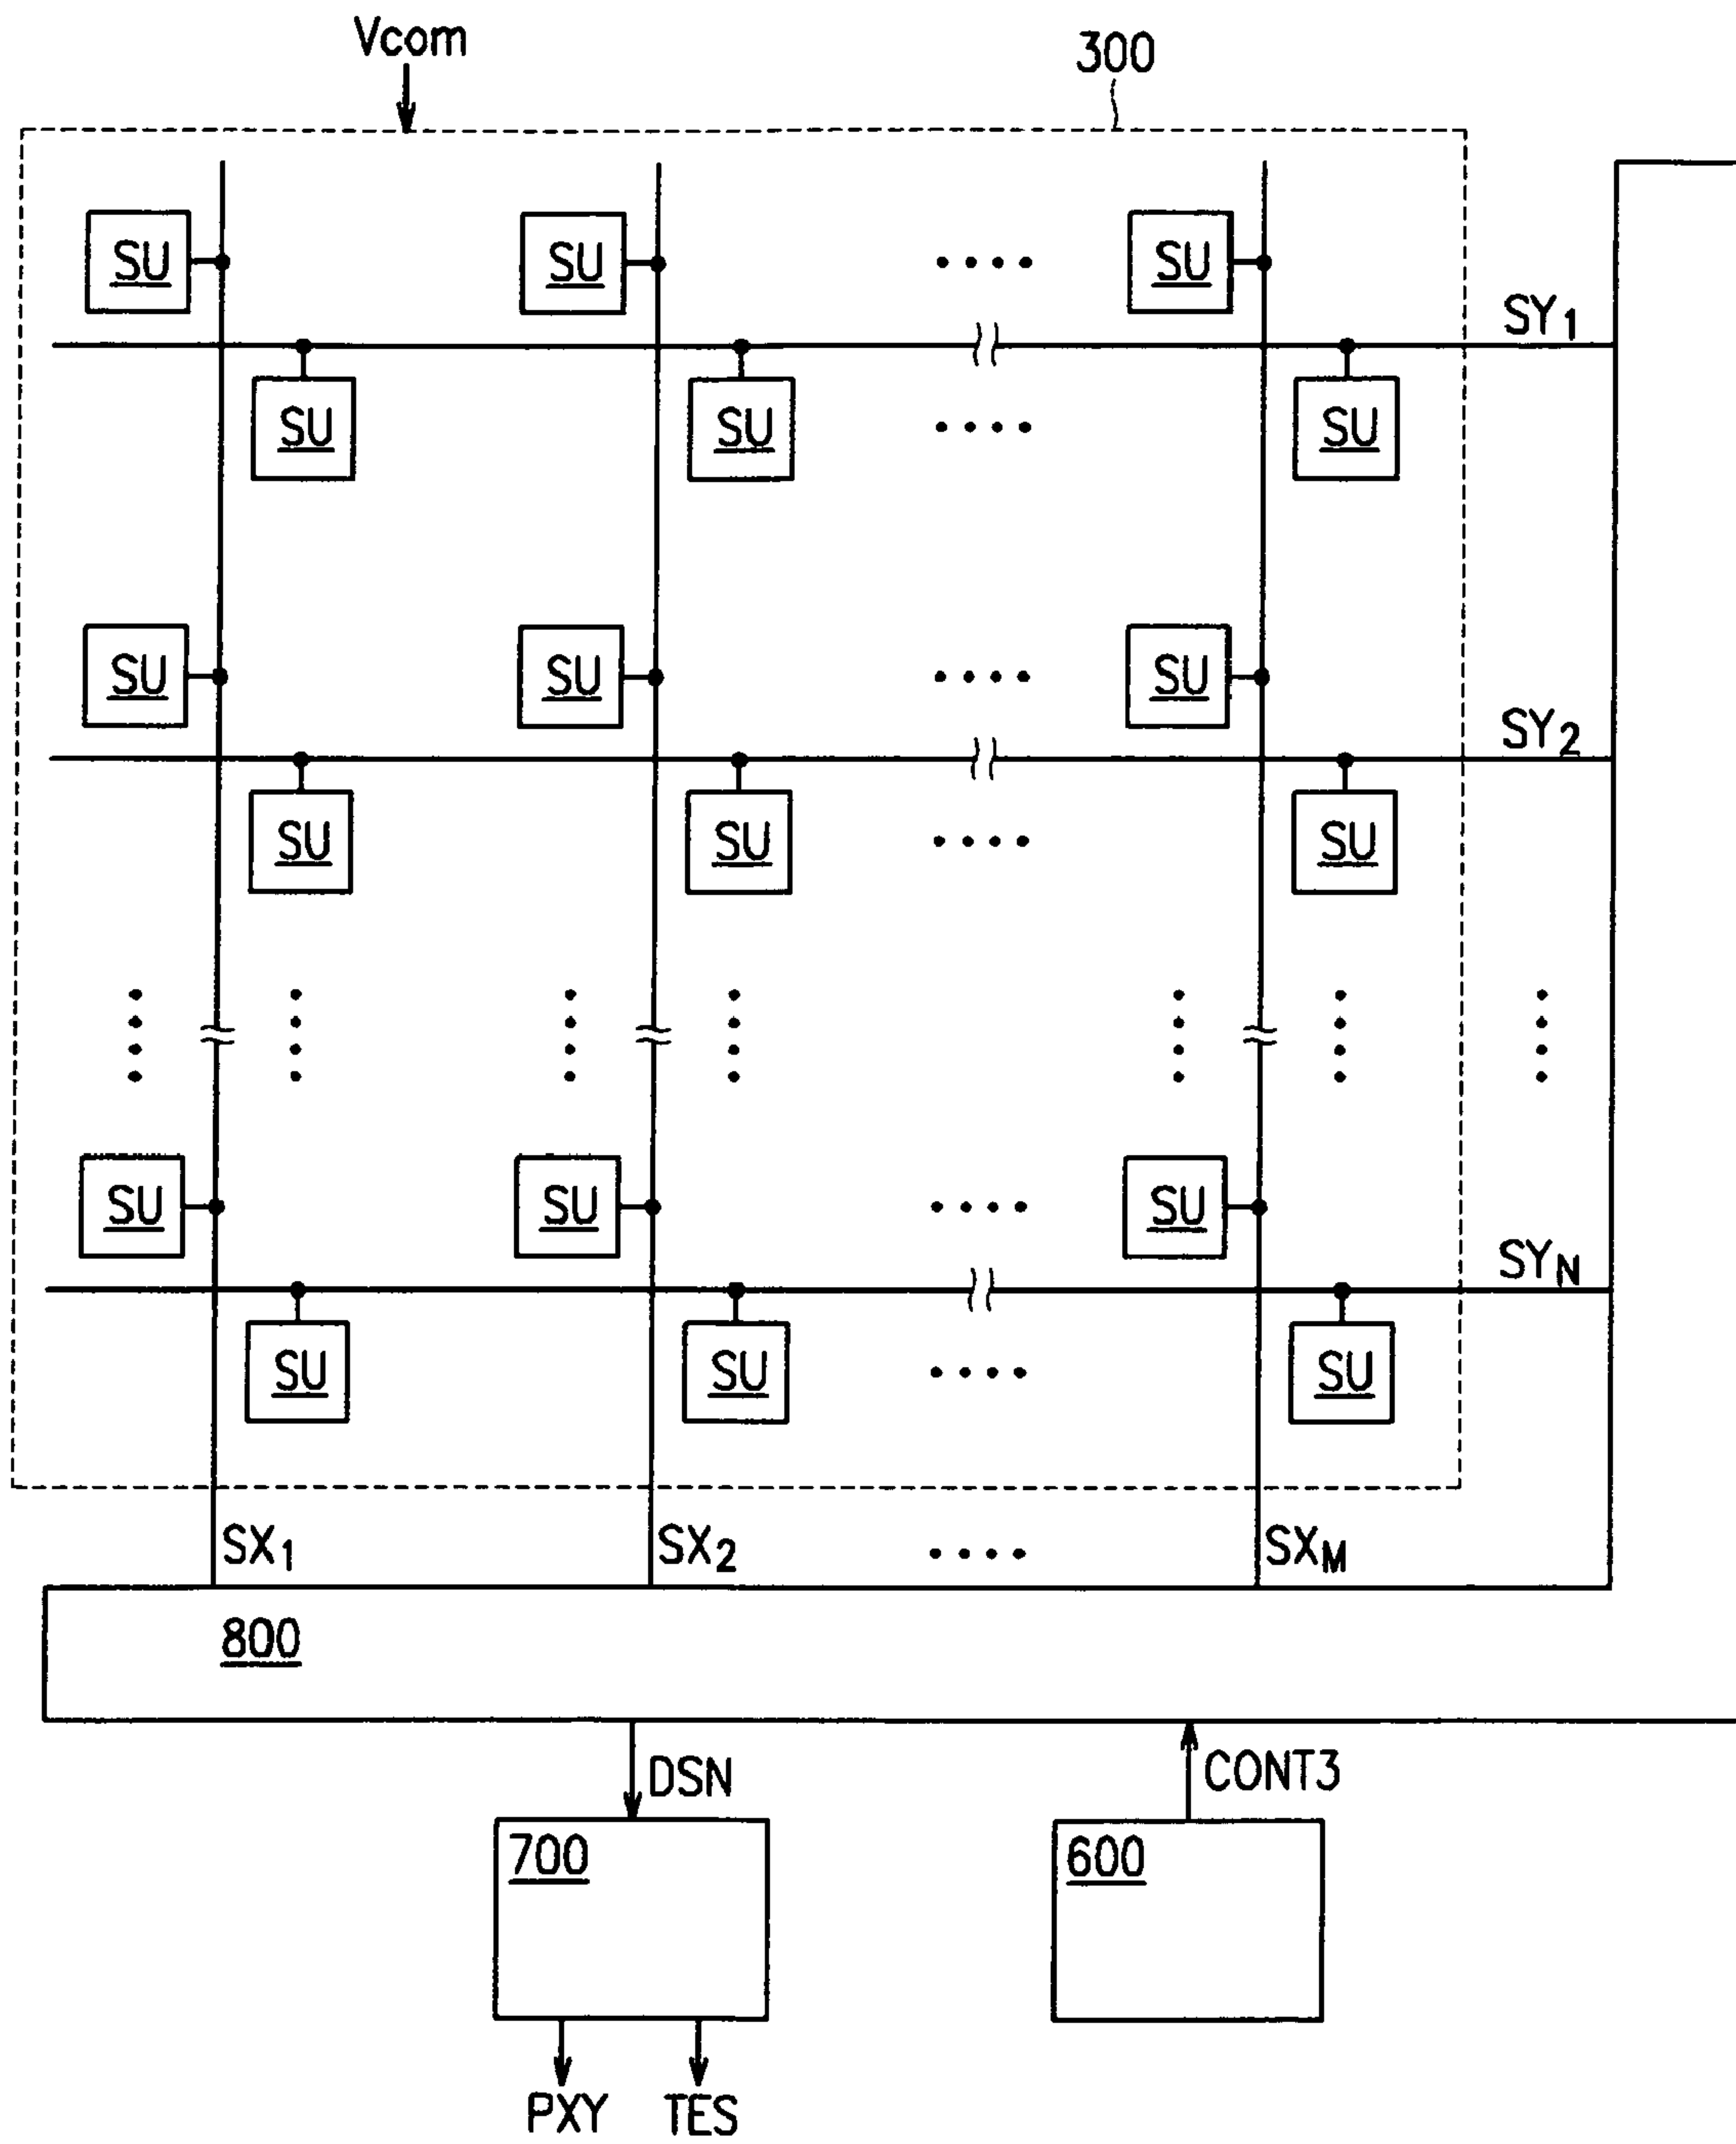 Vcom
300
SU SU SU
SY1
SU SU SU
SU SU SU
SY2
SU SU SU
SU SU SU
SYN
SU SU SU
SX1 SX2 SXM
800
DSN CONT3
700 600
PXY TES